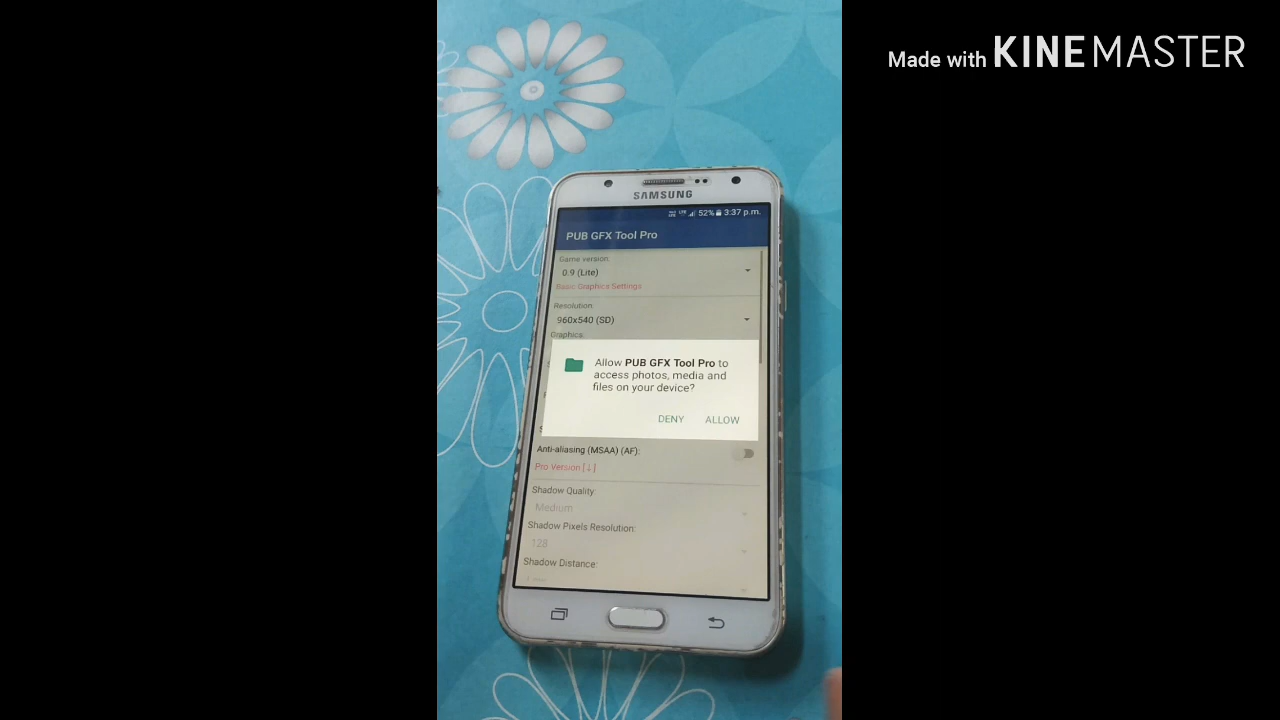 Made with KINEMASTER
SAMSUNG
52% 3:37 p.m.
PUB GFX Tool Pro
Game version:
0.9 (Lite)
Basic Graphics Settings
Resolution:
960x540 (SD)
Graphics:
Allow PUB GFX Tool Pro to
access photos, media and
files on your device?
DENY ALLOW
Anti-aliasing (MSAA) (AF):
Pro Version [↓]
Shadow Quality:
Medium
Shadow Pixels Resolution:
128
Shadow Distance: